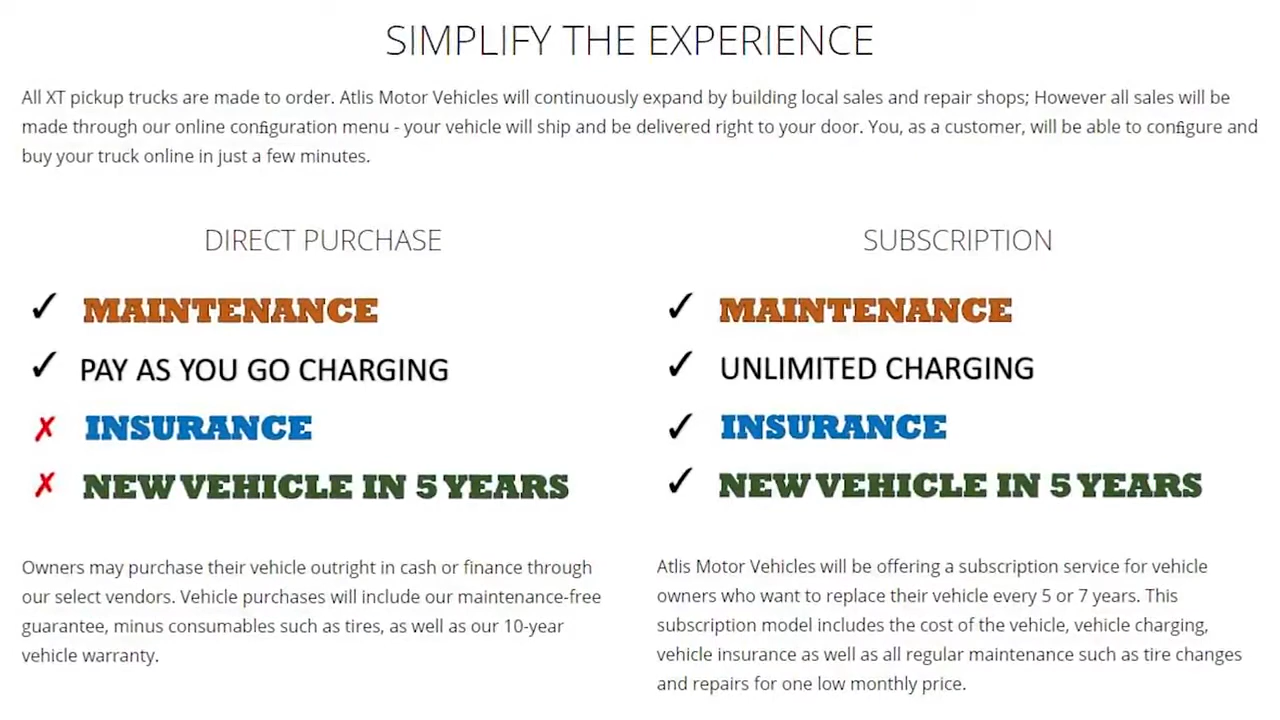 SIMPLIFY THE EXPERIENCE
All XT pickup trucks are made to order. Atlis Motor Vehicles will continuously expand by building local sales and repair shops; However all sales will be
made through our online configuration menu - your vehicle will ship and be delivered right to your door. You, as a customer, will be able to configure and
buy your truck online in just a few minutes.
DIRECT PURCHASE
✓ MAINTENANCE
✓ PAY AS YOU GO CHARGING
✗ INSURANCE
✗ NEW VEHICLE IN 5 YEARS
Owners may purchase their vehicle outright in cash or finance through
our select vendors. Vehicle purchases will include our maintenance-free
guarantee, minus consumables such as tires, as well as our 10-year
vehicle warranty.
SUBSCRIPTION
✓ MAINTENANCE
✓ UNLIMITED CHARGING
✓ INSURANCE
✓ NEW VEHICLE IN 5 YEARS
Atlis Motor Vehicles will be offering a subscription service for vehicle
owners who want to replace their vehicle every 5 or 7 years. This
subscription model includes the cost of the vehicle, vehicle charging,
vehicle insurance as well as all regular maintenance such as tire changes
and repairs for one low monthly price.